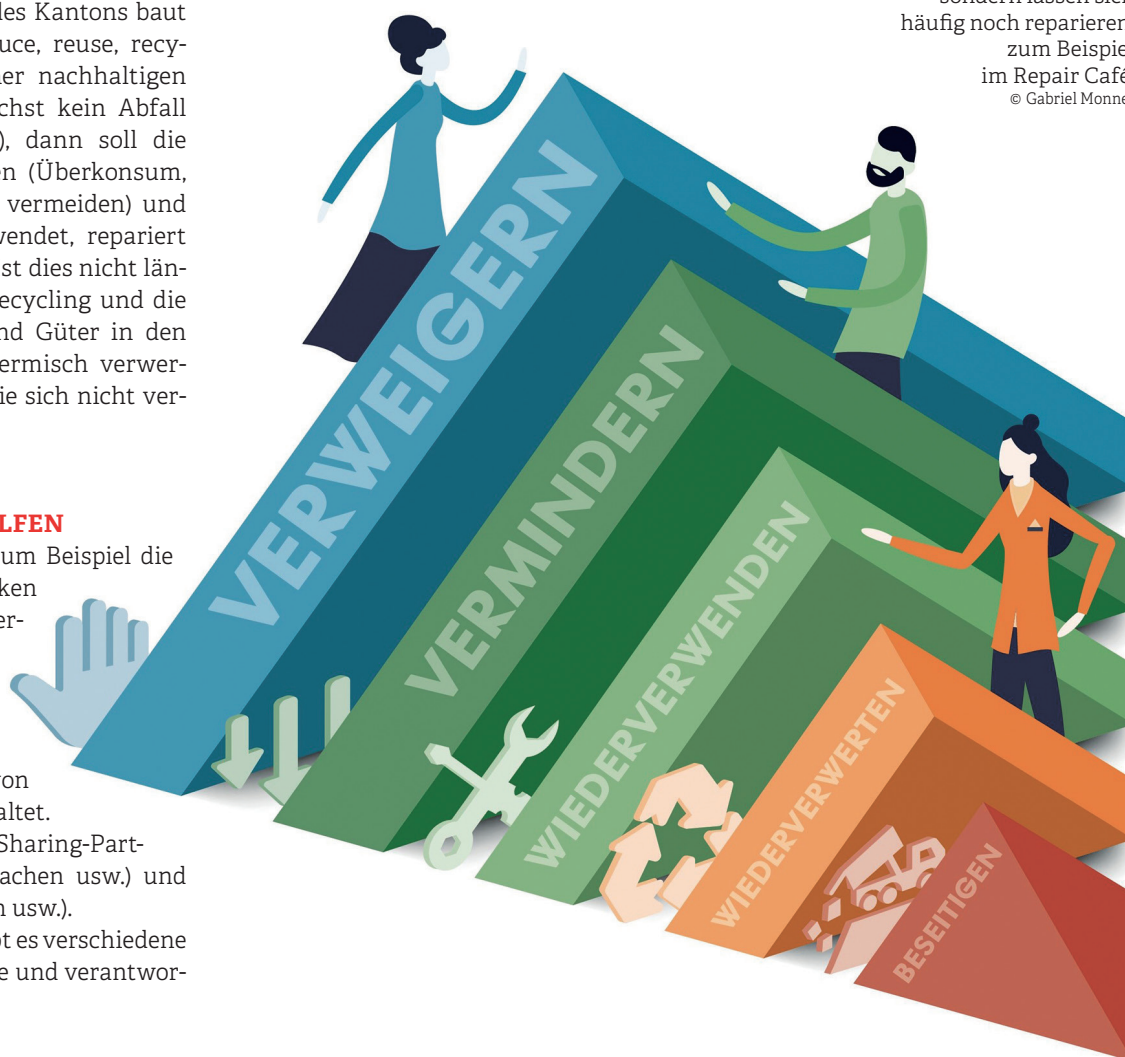 des Kantons baut
uce, reuse, recy-
er nachhaltigen
chst kein Abfall
), dann soll die
en (Überkonsum,
vermeiden) und
wendet, repariert
st dies nicht län-
ecycling und die
nd Güter in den
ermisch verwer-
ie sich nicht ver-
LFEN
um Beispiel die
ken
er-
von
altet.
Sharing-Part-
achen usw.) und
n usw.).
ot es verschiedene
e und verantwor-
sondern lassen sich
häufig noch reparieren
zum Beispie
im Repair Café
© Gabriel Monne
VERWEIGERN
VERMINDERN
WIEDERVERWENDEN
WIEDERVERWERTEN
BESEITIGEN